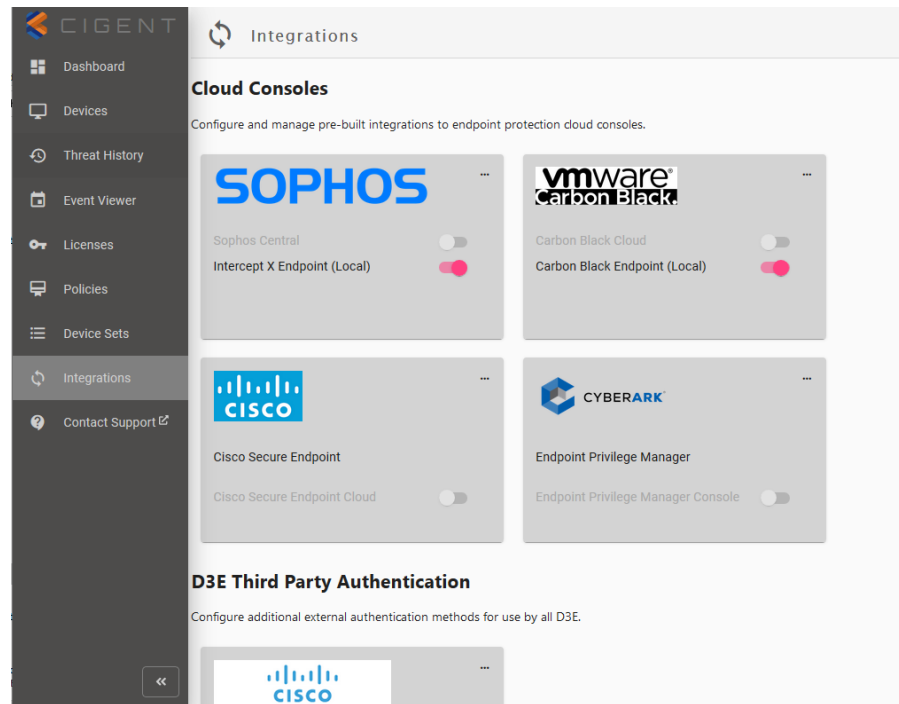 CIGENT
Integrations
Dashboard
Devices
Threat History
Event Viewer
Licenses
Policies
Device Sets
Integrations
Contact Support
Cloud Consoles
Configure and manage pre-built integrations to endpoint protection cloud consoles.
SOPHOS
...
Sophos Central
Intercept X Endpoint (Local)
vmware®
Carbon Black.
...
Carbon Black Cloud
Carbon Black Endpoint (Local)
CISCO
...
Cisco Secure Endpoint
Cisco Secure Endpoint Cloud
CYBERARK®
...
Endpoint Privilege Manager
Endpoint Privilege Manager Console
D3E Third Party Authentication
Configure additional external authentication methods for use by all D3E.
CISCO
...